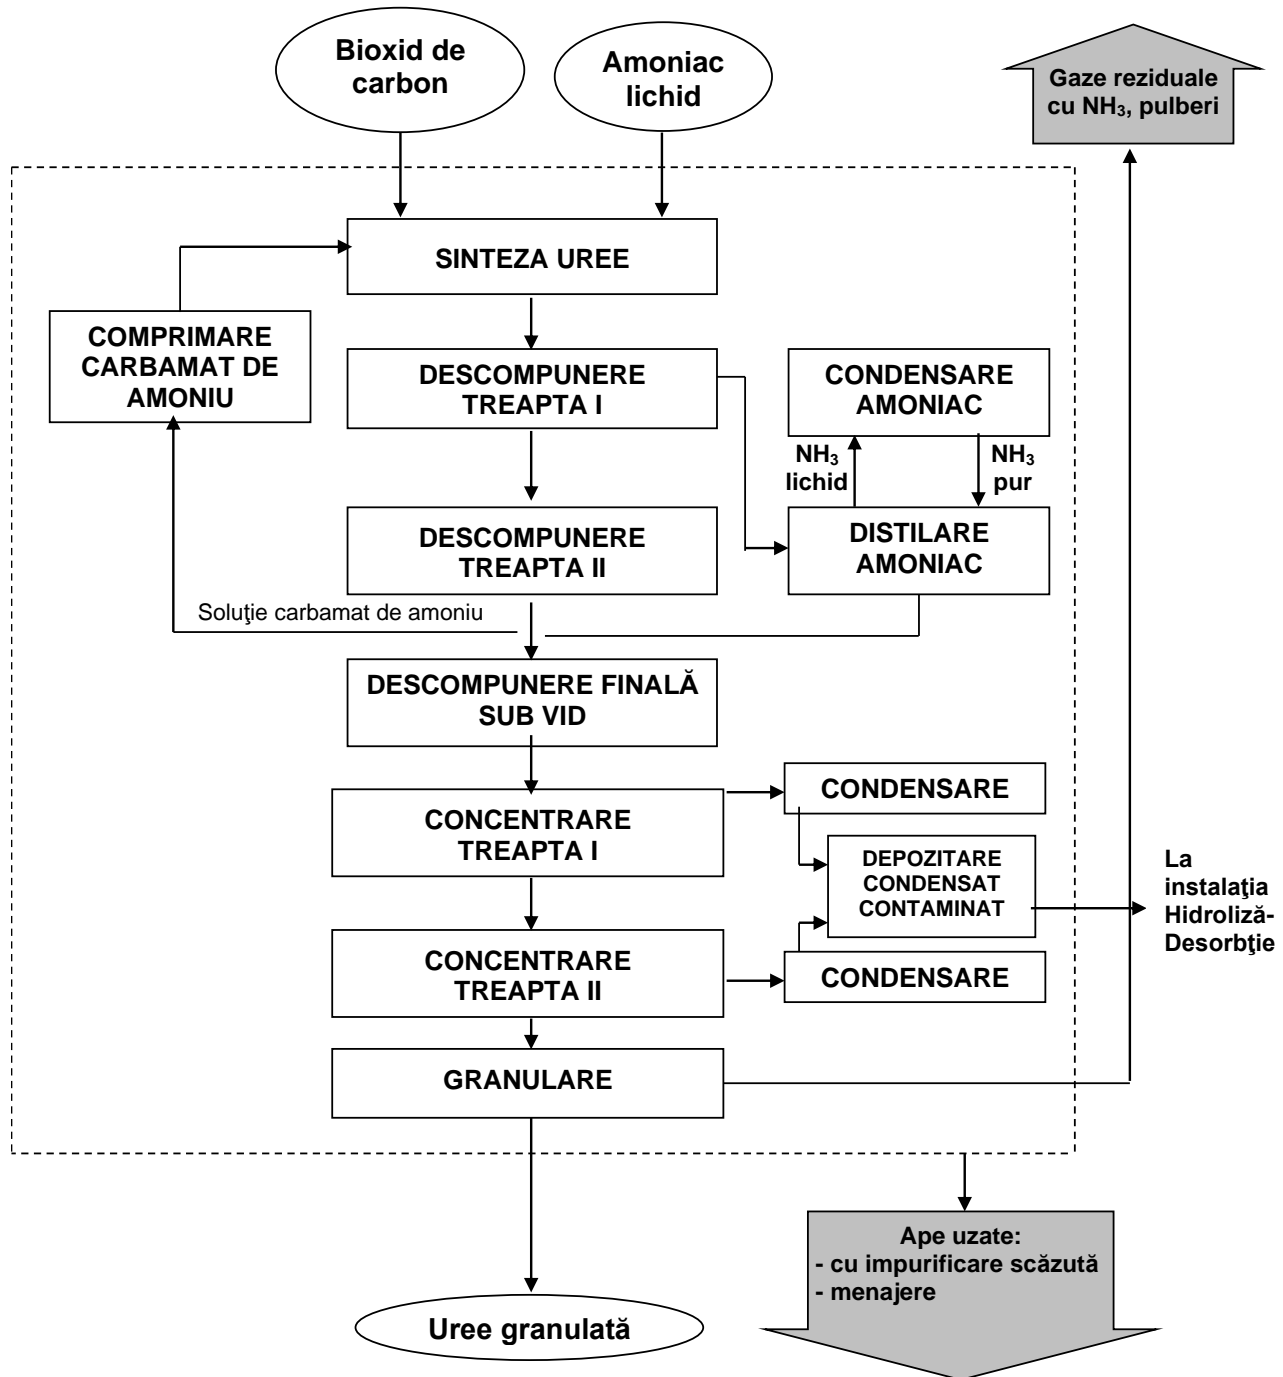 Bioxid de
carbon
Amoniac
lichid
Gaze reziduale
cu NH₃, pulberi
SINTEZA UREE
COMPRIMARE
CARBAMAT DE
AMONIU
DESCOMPUNERE
TREAPTA I
CONDENSARE
AMONIAC
NH₃
lichid
NH₃
pur
DESCOMPUNERE
TREAPTA II
DISTILARE
AMONIAC
Soluţie carbamat de amoniu
DESCOMPUNERE FINALĂ
SUB VID
CONCENTRARE
TREAPTA I
CONDENSARE
DEPOZITARE
CONDENSAT
CONTAMINAT
La
instalaţia
Hidroliză-
Desorbţie
CONCENTRARE
TREAPTA II
CONDENSARE
GRANULARE
Ape uzate:
- cu impurificare scăzută
- menajere
Uree granulată